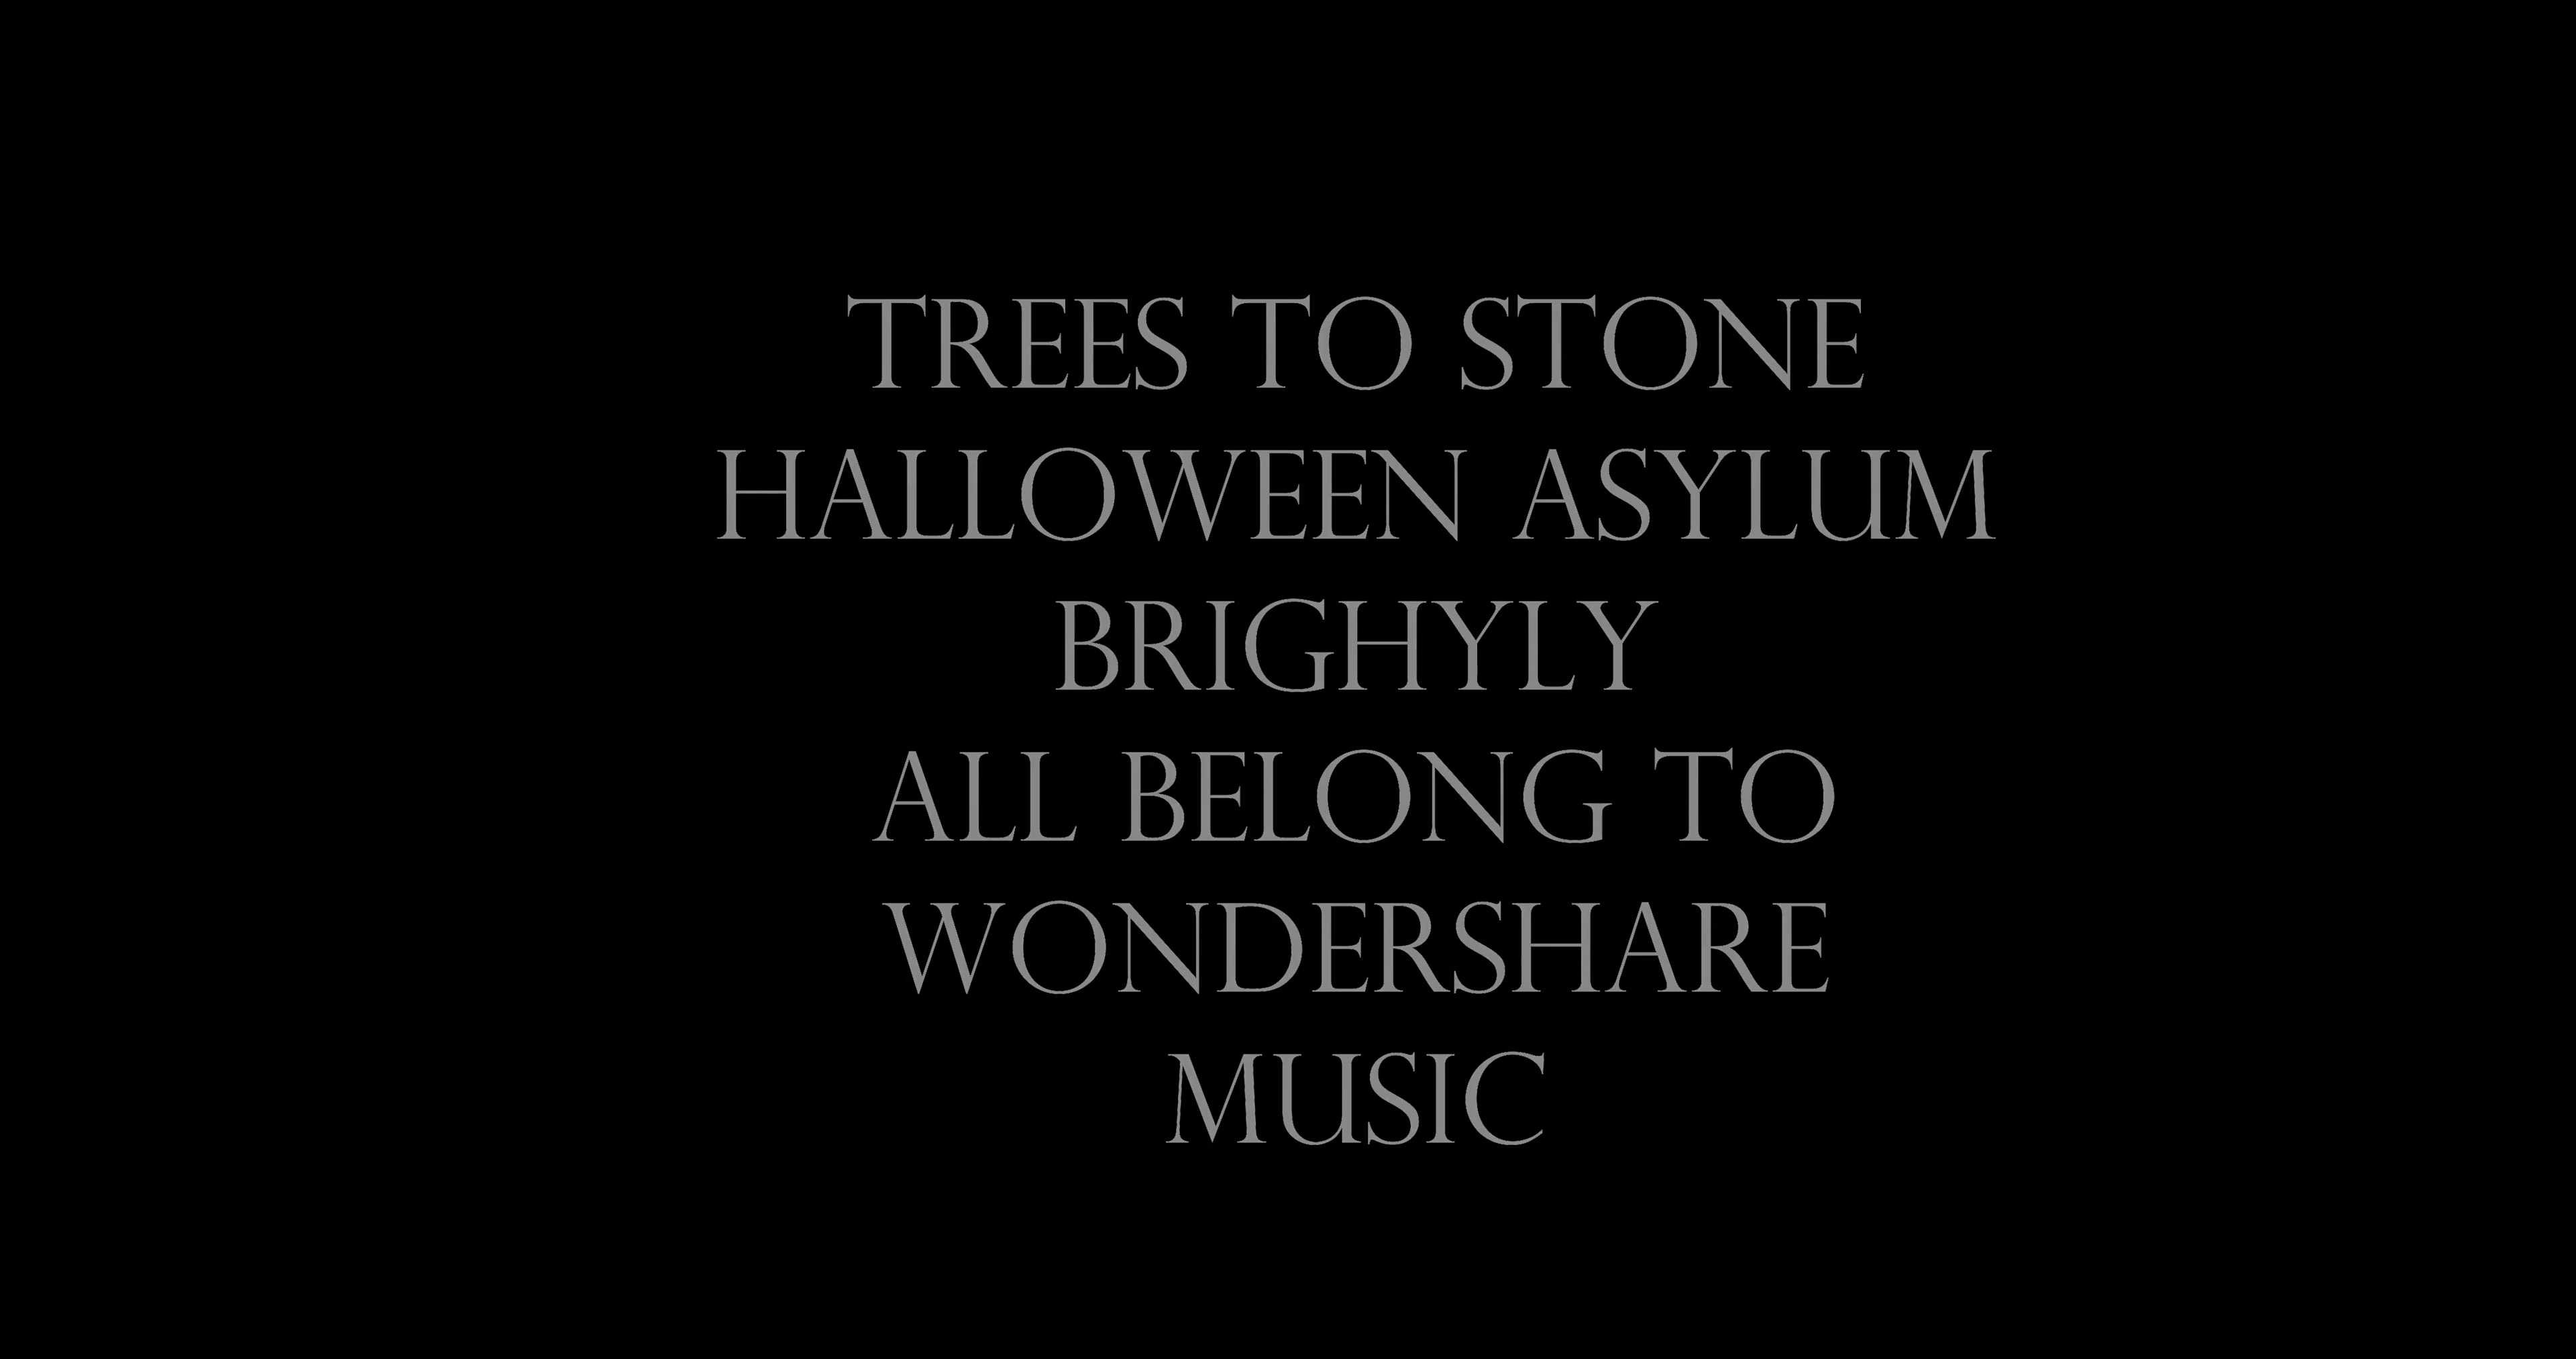 TREES TO STONE
HALLOWEEN ASYLUM
BRIGHYLY
ALL BELONG TO
WONDERSHARE
MUSIC